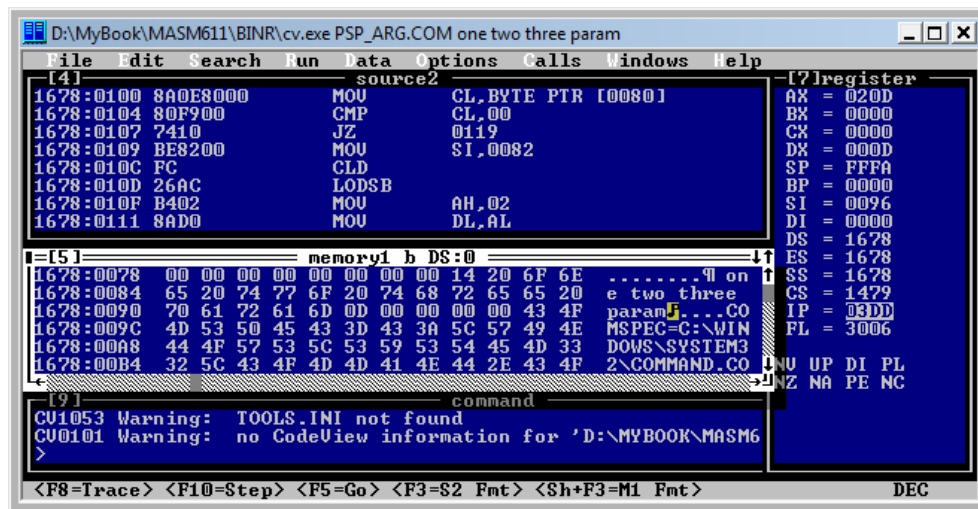 D:\MyBook\MASM611\BINR\cv.exe PSP_ARG.COM one two three param
File Edit Search Run Data Options Calls Windows Help
[4] source2
1678:0100 8A0E8000 MOV CL,BYTE PTR [0080]
1678:0104 80F900 CMP CL,00
1678:0107 7410 JZ 0119
1678:0109 BE8200 MOV SI,0082
1678:010C FC CLD
1678:010D 26AC LODSB
1678:010F B402 MOV AH,02
1678:0111 8AD0 MOV DL,AL
[5] memory1 b DS:0
1678:0078 00 00 00 00 00 00 00 00 14 20 6F 6E ........¶ on
1678:0084 65 20 74 77 6F 20 74 68 72 65 65 20 e two three
1678:0090 70 61 72 61 6D 0D 00 00 00 00 43 4F param♪....CO
1678:009C 4D 53 50 45 43 3D 43 3A 5C 57 49 4E MSPEC=C:\WIN
1678:00A8 44 4F 57 53 5C 53 59 53 54 45 4D 33 DOWS\SYSTEM3
1678:00B4 32 5C 43 4F 4D 4D 41 4E 44 2E 43 4F 2\COMMAND.CO
[9] command
CV1053 Warning: TOOLS.INI not found
CV0101 Warning: no CodeView information for 'D:\MYBOOK\MASM6
>
[7]register
AX = 020D
BX = 0000
CX = 0000
DX = 000D
SP = FFFA
BP = 0000
SI = 0096
DI = 0000
DS = 1678
ES = 1678
SS = 1678
CS = 1479
IP = 03DD
FL = 3006
NV UP DI PL
NZ NA PE NC
<F8=Trace> <F10=Step> <F5=Go> <F3=S2 Fmt> <Sh+F3=M1 Fmt> DEC